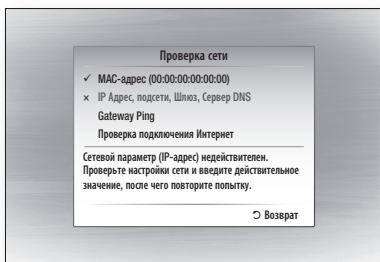 Проверка сети
✓ MAC-адрес (00:00:00:00:00:00)
× IP Адрес, подсети, Шлюз, Сервер DNS
Gateway Ping
Проверка подключения Интернет
Сетевой параметр (IP-адрес) недействителен.
Проверьте настройки сети и введите действительное
значение, после чего повторите попытку.
Возврат